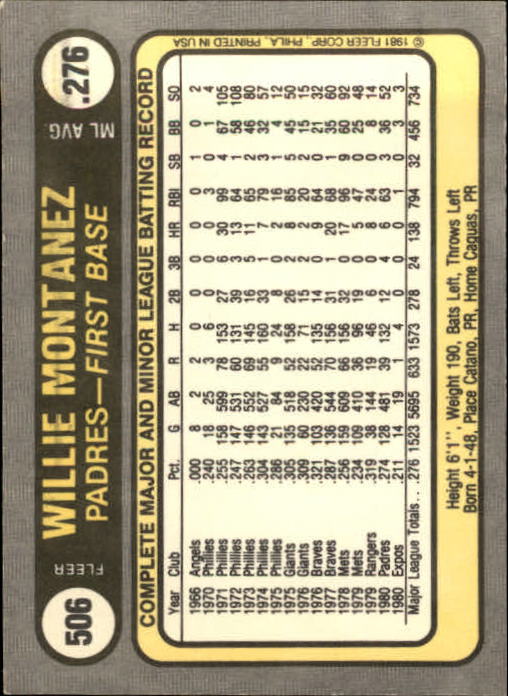 506
FLEER
WILLIE MONTANEZ
PADRES—FIRST BASE
ML AVG.
.276
COMPLETE MAJOR AND MINOR LEAGUE BATTING RECORD
Year Club Pct. G AB R H 2B 3B HR RBI SB BB SO
1966 Angels .000 8 2 2 0 0 0 0 0 1 0 2
1970 Phillies .240 18 25 3 6 0 0 0 3 0 1 4
1971 Phillies .255 158 599 78 153 27 6 30 99 4 67 105
1972 Phillies .247 147 531 60 131 39 3 13 64 1 58 108
1973 Phillies .263 146 552 69 145 16 5 11 65 2 46 80
1974 Phillies .304 143 527 55 160 33 1 7 79 3 32 57
1975 Phillies .286 21 84 9 24 8 0 2 16 1 4 12
1975 Giants .305 135 518 52 158 26 2 8 85 5 45 50
1976 Giants .309 60 230 22 71 15 2 2 20 2 15 15
1976 Braves .321 103 420 52 135 14 0 9 64 0 21 32
1977 Braves .287 136 544 70 156 31 1 20 68 1 35 60
1978 Mets .256 159 609 66 156 32 0 17 96 9 60 92
1979 Mets .234 109 410 36 96 19 0 5 47 0 25 48
1979 Rangers .319 38 144 19 46 6 0 8 24 0 8 14
1980 Padres .274 128 481 39 132 12 4 6 63 3 36 52
1980 Expos .211 14 19 1 4 0 0 0 1 0 3 3
Major League Totals... .276 1523 5695 633 1573 278 24 138 794 32 456 734
Height 6'1", Weight 190, Bats Left, Throws Left
Born 4-1-48, Place Catano, PR, Home Caguas, PR
© 1981 FLEER CORP., PHILA., PRINTED IN USA